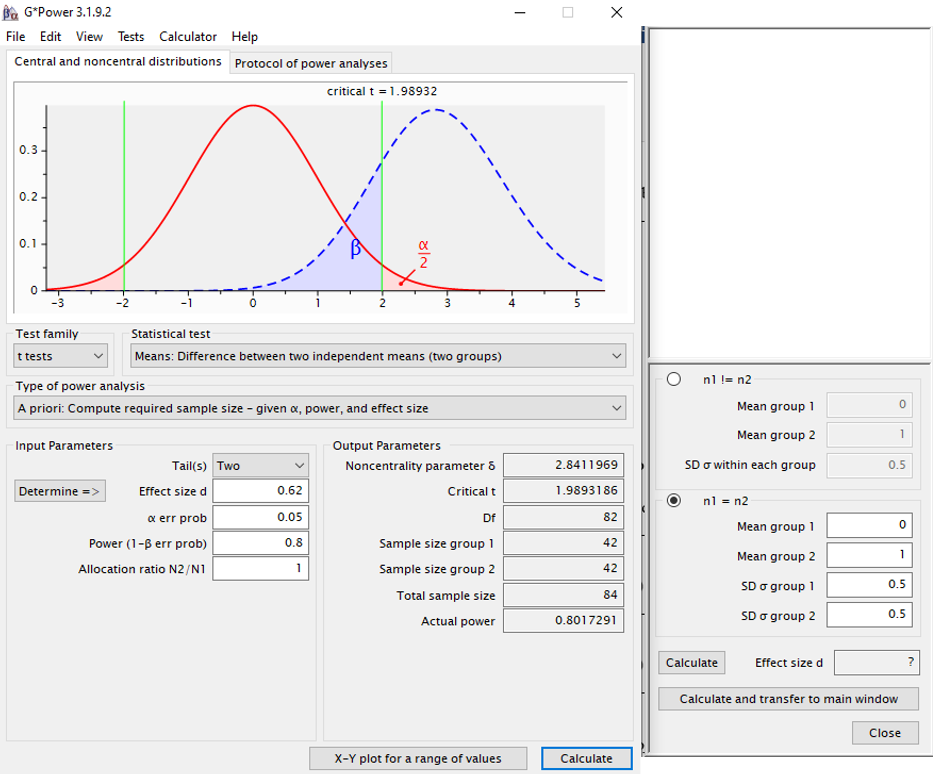 G*Power 3.1.9.2
File Edit View Tests Calculator Help
Central and noncentral distributions
Protocol of power analyses
critical t = 1.98932
0.3
0.2
0.1
0
β
α
2
-3 -2 -1 0 1 2 3 4 5
Test family
t tests
Statistical test
Means: Difference between two independent means (two groups)
Type of power analysis
A priori: Compute required sample size - given α, power, and effect size
Input Parameters
Tail(s) Two
Determine => Effect size d 0.62
α err prob 0.05
Power (1-β err prob) 0.8
Allocation ratio N2/N1 1
Output Parameters
Noncentrality parameter δ 2.8411969
Critical t 1.9893186
Df 82
Sample size group 1 42
Sample size group 2 42
Total sample size 84
Actual power 0.8017291
X-Y plot for a range of values
Calculate
n1 != n2
Mean group 1 0
Mean group 2 1
SD σ within each group 0.5
n1 = n2
Mean group 1 0
Mean group 2 1
SD σ group 1 0.5
SD σ group 2 0.5
Calculate Effect size d ?
Calculate and transfer to main window
Close